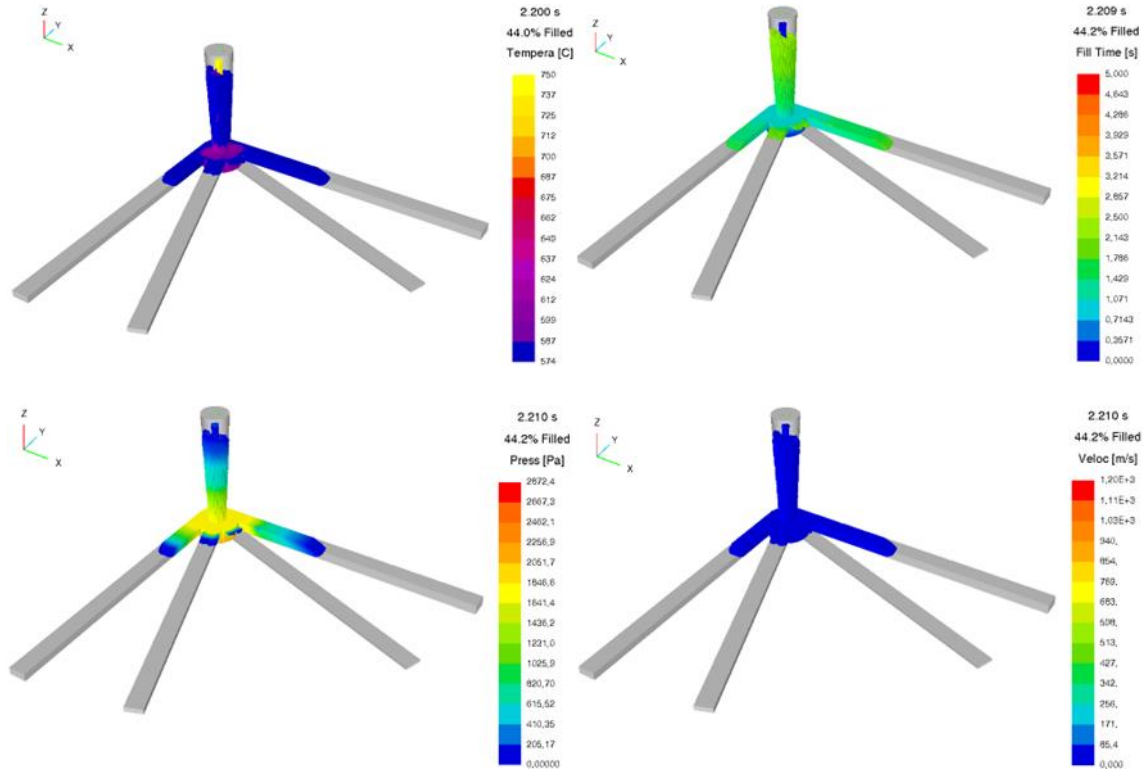 Z
Y
X
2.200 s
44.0% Filled
Tempera [C]
750
737
725
712
700
687
675
662
649
637
624
612
599
587
574
Z
Y
X
2.209 s
44.2% Filled
Fill Time [s]
5,000
4,643
4,286
3,929
3,571
3,214
2,857
2,500
2,143
1,786
1,429
1,071
0,7143
0,3571
0,0000
Z
Y
X
2.210 s
44.2% Filled
Press [Pa]
2872,4
2667,3
2462,1
2256,9
2051,7
1846,6
1641,4
1436,2
1231,0
1025,9
820,70
615,52
410,35
205,17
0,00000
Z
Y
X
2.210 s
44.2% Filled
Veloc [m/s]
1,20E+3
1,11E+3
1,03E+3
940,
854,
769,
683,
598,
513,
427,
342,
256,
171,
85,4
0,000